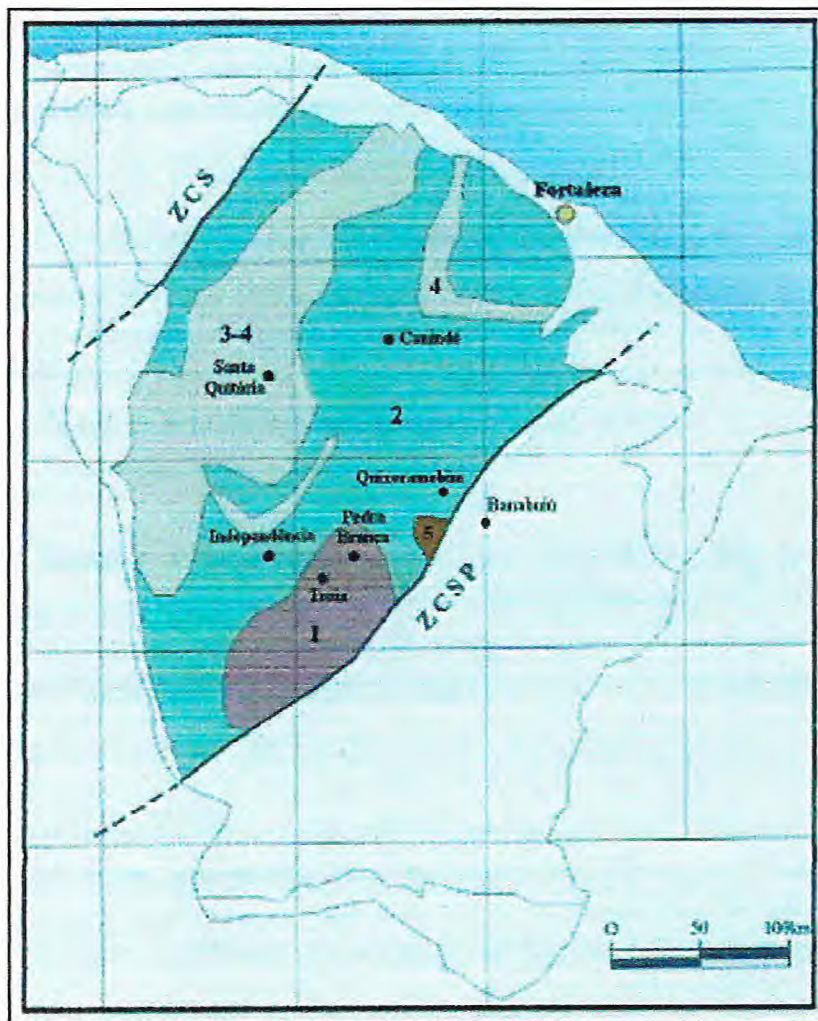 ZCS
Fortaleza
4
3-4
Canindé
Santa
Quitéria
2
Quixeramobim
Banabuiú
Independência
Pedra
Branca
5
Troia
1
ZCSP
0 50 100km